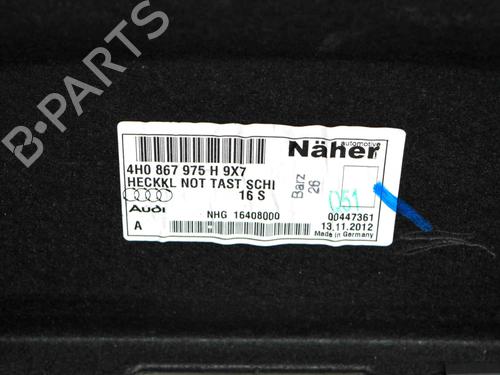 B-PARTS
Näher
automotive
4H0 867 975 H 9X7
HECKKL NOT TAST SCHI
16 S
Audi
A
NHG 16408000
Barz
26
051
00447361
13.11.2012
Made in Germany